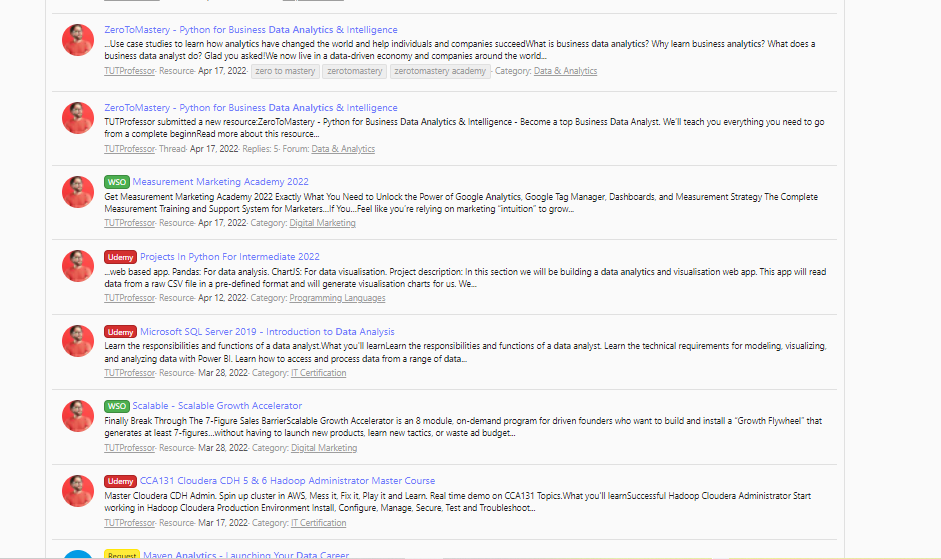 ZeroToMastery - Python for Business Data Analytics & Intelligence
...Use case studies to learn how analytics have changed the world and help individuals and companies succeedWhat is business data analytics? Why learn business analytics? What does a
business data analyst do? Glad you asked!We now live in a data-driven economy and companies around the world...
TUTProfessor· Resource· Apr 17, 2022· zero to mastery zerotomastery zerotomastery academy · Category: Data & Analytics
ZeroToMastery - Python for Business Data Analytics & Intelligence
TUTProfessor submitted a new resource:ZeroToMastery - Python for Business Data Analytics & Intelligence - Become a top Business Data Analyst. We'll teach you everything you need to go
from a complete beginnRead more about this resource...
TUTProfessor· Thread· Apr 17, 2022· Replies: 5· Forum: Data & Analytics
WSO Measurement Marketing Academy 2022
Get Measurement Marketing Academy 2022 Exactly What You Need to Unlock the Power of Google Analytics, Google Tag Manager, Dashboards, and Measurement Strategy The Complete
Measurement Training and Support System for Marketers...If You...Feel like you're relying on marketing "intuition" to grow...
TUTProfessor· Resource· Apr 17, 2022· Category: Digital Marketing
Udemy Projects In Python For Intermediate 2022
...web based app. Pandas: For data analysis. ChartJS: For data visualisation. Project description: In this section we will be building a data analytics and visualisation web app. This app will read
data from a raw CSV file in a pre-defined format and will generate visualisation charts for us. We...
TUTProfessor· Resource· Apr 12, 2022· Category: Programming Languages
Udemy Microsoft SQL Server 2019 - Introduction to Data Analysis
Learn the responsibilities and functions of a data analyst.What you'll learnLearn the responsibilities and functions of a data analyst. Learn the technical requirements for modeling, visualizing,
and analyzing data with Power BI. Learn how to access and process data from a range of data...
TUTProfessor· Resource· Mar 28, 2022· Category: IT Certification
WSO Scalable - Scalable Growth Accelerator
Finally Break Through The 7-Figure Sales BarrierScalable Growth Accelerator is an 8 module, on-demand program for driven founders who want to build and install a "Growth Flywheel" that
generates at least 7-figures...without having to launch new products, learn new tactics, or waste ad budget...
TUTProfessor· Resource· Mar 28, 2022· Category: Digital Marketing
Udemy CCA131 Cloudera CDH 5 & 6 Hadoop Administrator Master Course
Master Cloudera CDH Admin. Spin up cluster in AWS, Mess it, Fix it, Play it and Learn. Real time demo on CCA131 Topics.What you'll learnSuccessful Hadoop Cloudera Administrator Start
working in Hadoop Cloudera Production Environment Install, Configure, Manage, Secure, Test and Troubleshoot...
TUTProfessor· Resource· Mar 17, 2022· Category: IT Certification
Request Maven Analytics - Launching Your Data Career